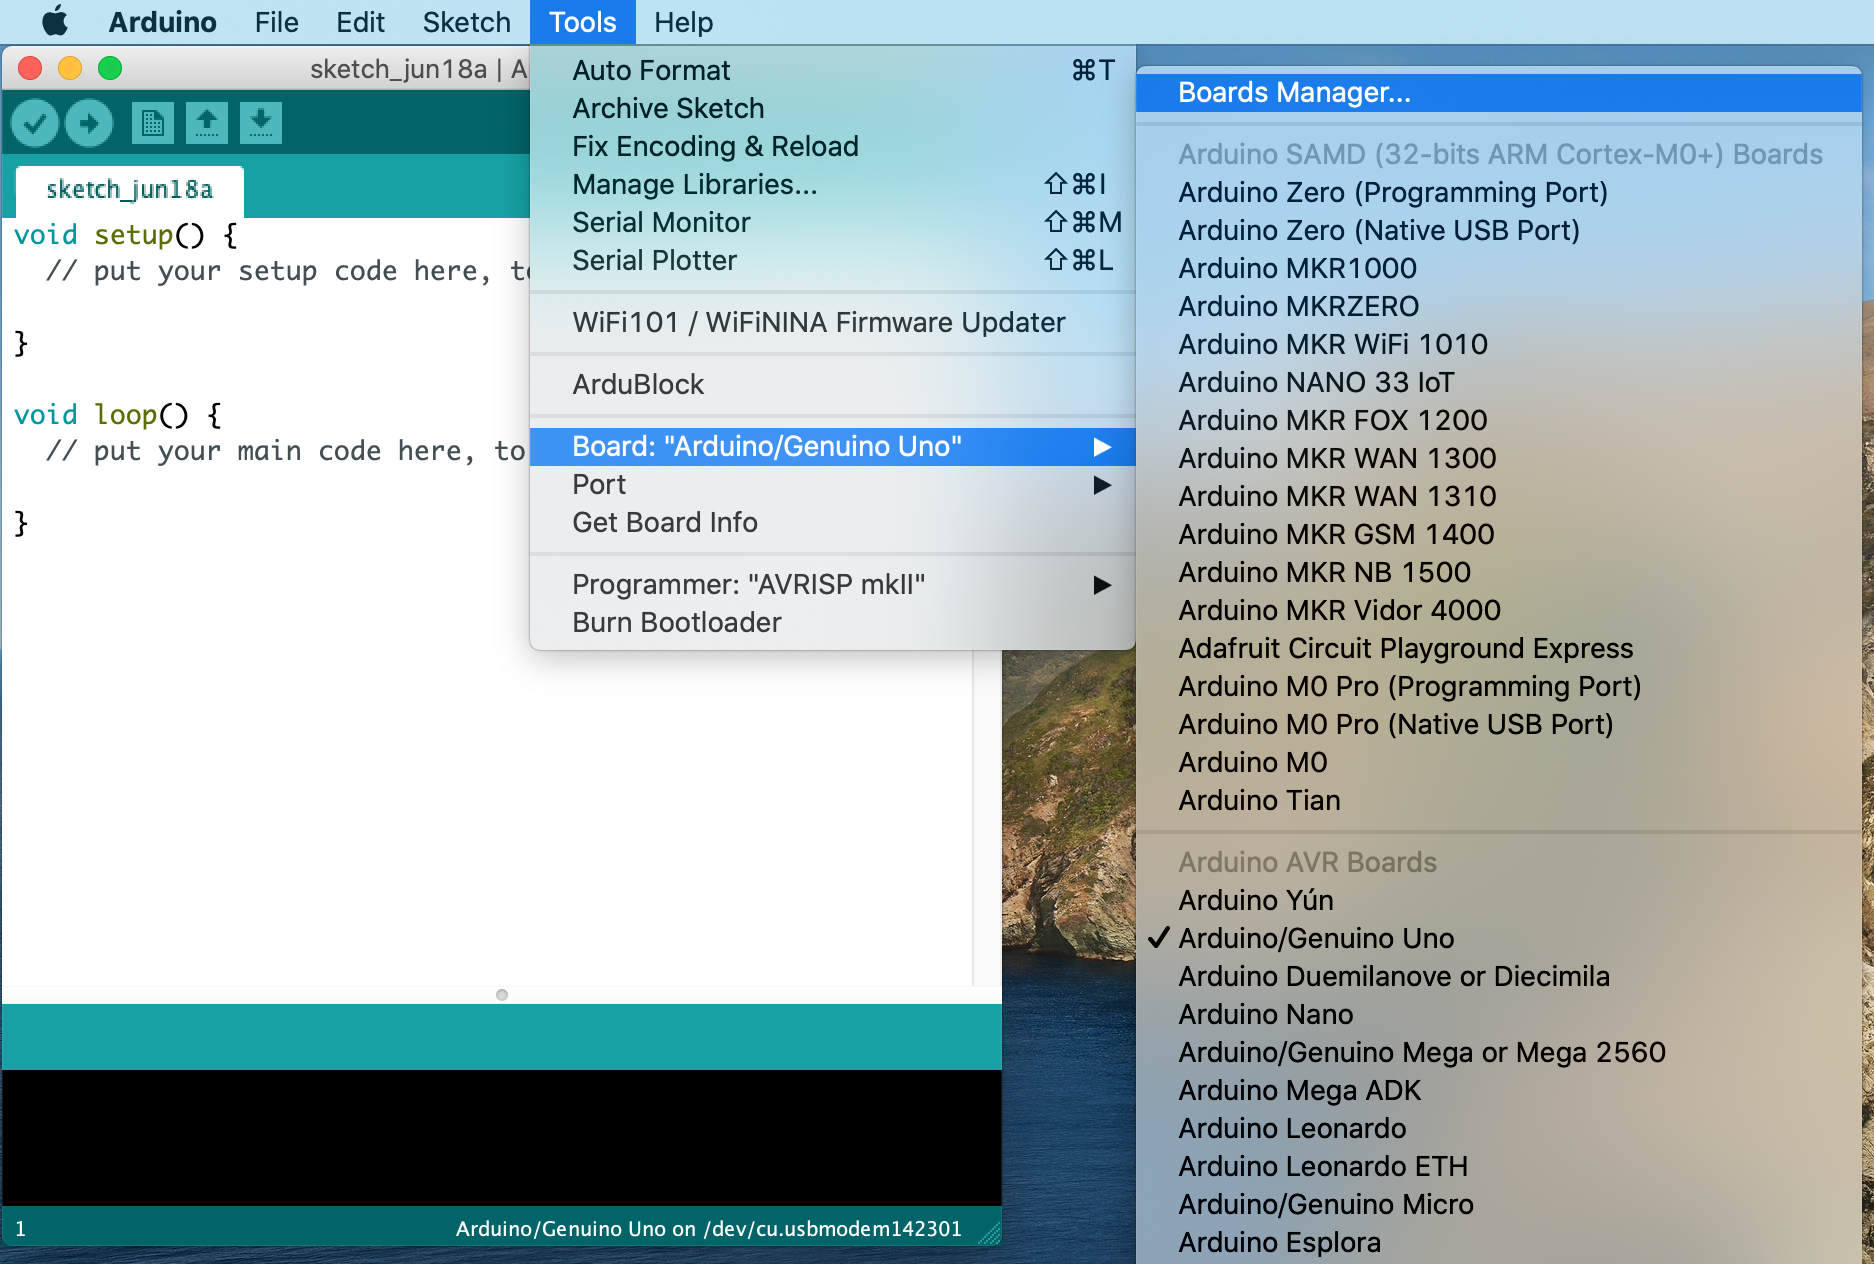 Arduino File Edit Sketch Tools Help
sketch_jun18a | A
sketch_jun18a
void setup() {
// put your setup code here, to
}
void loop() {
// put your main code here, to
}
1
Arduino/Genuino Uno on /dev/cu.usbmodem142301
Auto Format ⌘T
Archive Sketch
Fix Encoding & Reload
Manage Libraries... ⇧⌘I
Serial Monitor ⇧⌘M
Serial Plotter ⇧⌘L
WiFi101 / WiFiNINA Firmware Updater
ArduBlock
Board: "Arduino/Genuino Uno"
Port
Get Board Info
Programmer: "AVRISP mkII"
Burn Bootloader
Boards Manager...
Arduino SAMD (32-bits ARM Cortex-M0+) Boards
Arduino Zero (Programming Port)
Arduino Zero (Native USB Port)
Arduino MKR1000
Arduino MKRZERO
Arduino MKR WiFi 1010
Arduino NANO 33 IoT
Arduino MKR FOX 1200
Arduino MKR WAN 1300
Arduino MKR WAN 1310
Arduino MKR GSM 1400
Arduino MKR NB 1500
Arduino MKR Vidor 4000
Adafruit Circuit Playground Express
Arduino M0 Pro (Programming Port)
Arduino M0 Pro (Native USB Port)
Arduino M0
Arduino Tian
Arduino AVR Boards
Arduino Yún
✓ Arduino/Genuino Uno
Arduino Duemilanove or Diecimila
Arduino Nano
Arduino/Genuino Mega or Mega 2560
Arduino Mega ADK
Arduino Leonardo
Arduino Leonardo ETH
Arduino/Genuino Micro
Arduino Esplora